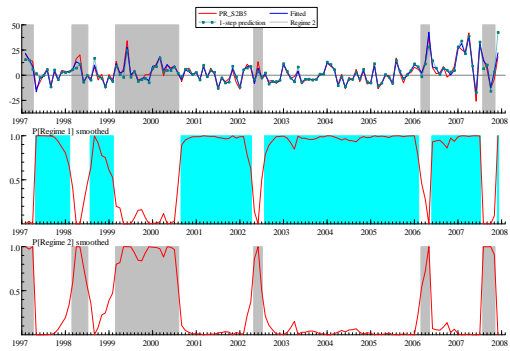 PR_S2B5 Fitted
1-step prediction Regime 2
50
25
0
-25
1997 1998 1999 2000 2001 2002 2003 2004 2005 2006 2007 2008
P[Regime 1] smoothed
1.0
0.5
1997 1998 1999 2000 2001 2002 2003 2004 2005 2006 2007 2008
P[Regime 2] smoothed
1.0
0.5
1997 1998 1999 2000 2001 2002 2003 2004 2005 2006 2007 2008